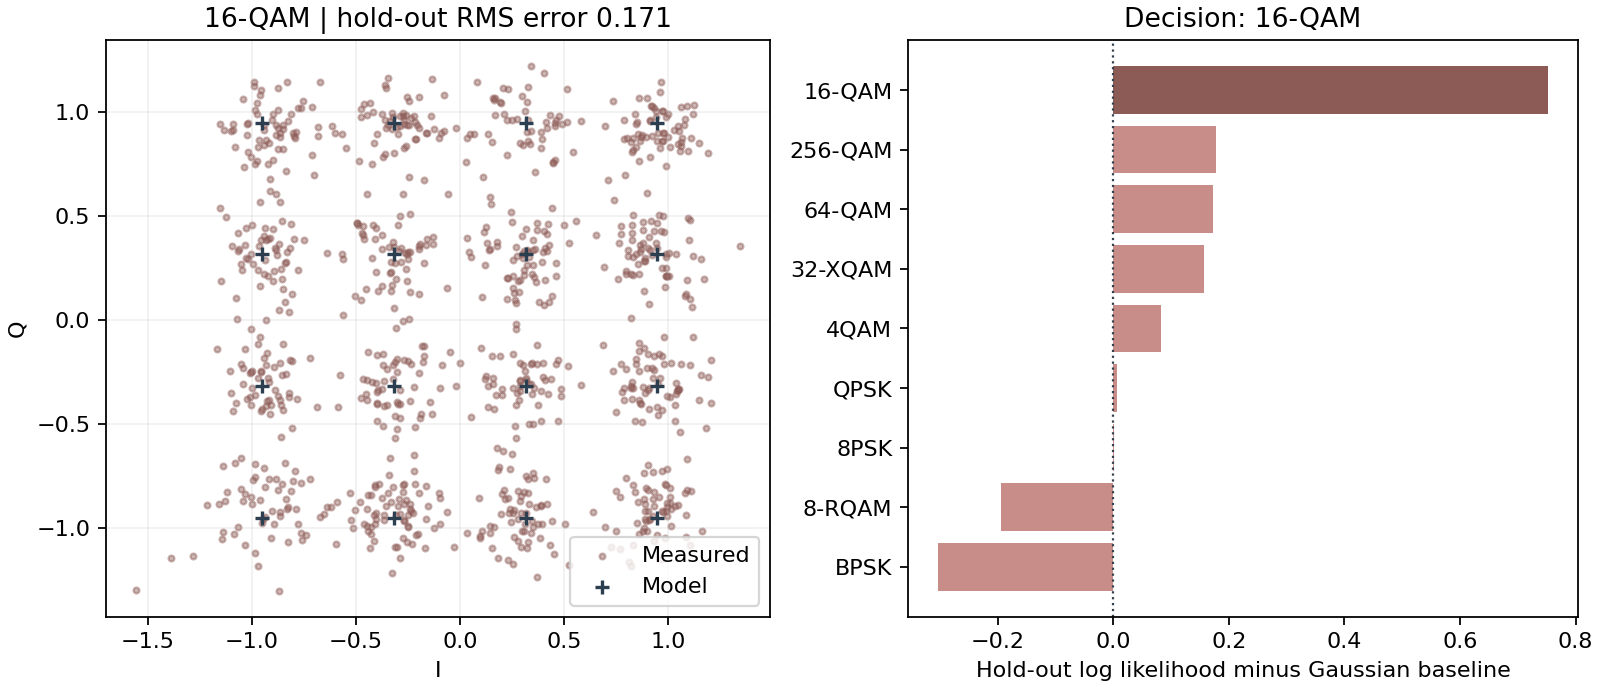 16-QAM | hold-out RMS error 0.171
1.0
0.5
0.0
−0.5
−1.0
Q
−1.5
−1.0
−0.5
0.0
0.5
1.0
I
Measured
Model
Decision: 16-QAM
16-QAM
256-QAM
64-QAM
32-XQAM
4QAM
QPSK
8PSK
8-RQAM
BPSK
−0.2
0.0
0.2
0.4
0.6
0.8
Hold-out log likelihood minus Gaussian baseline